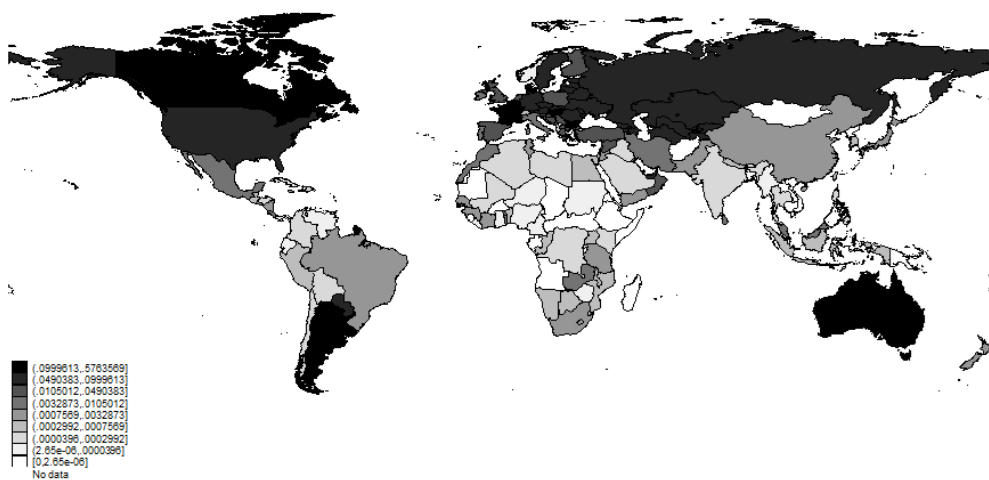 (.0999613,.5763569]
(.0490383,.0999613]
(.0105012,.0490383]
(.0032873,.0105012]
(.0007569,.0032873]
(.0002992,.0007569]
(.0000396,.0002992]
(2.65e-06,.0000396]
[0,2.65e-06]
No data